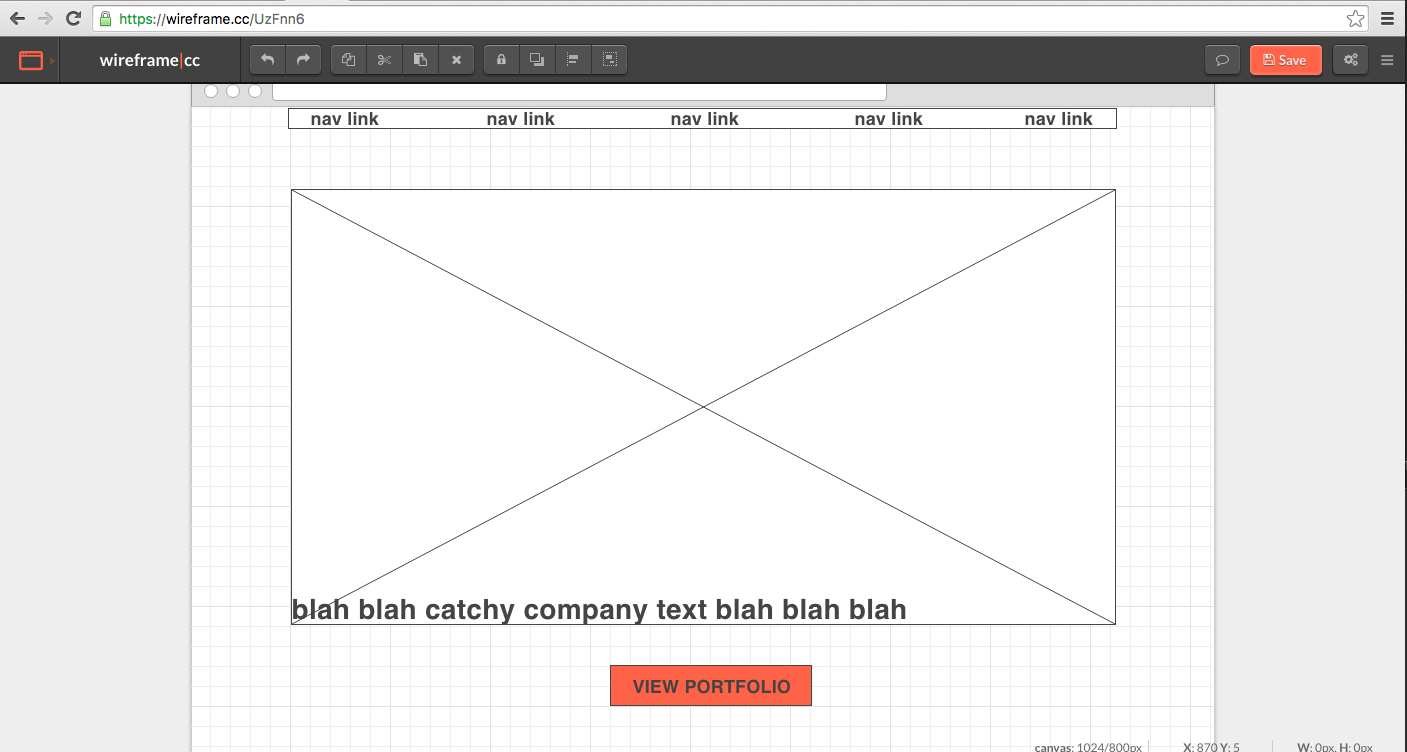 https://wireframe.cc/UzFnn6
wireframe|cc
Save
nav link nav link nav link nav link nav link
blah blah catchy company text blah blah blah
VIEW PORTFOLIO
canvas: 1024/800px X: 870 Y: 5 W: 0px, H: 0px